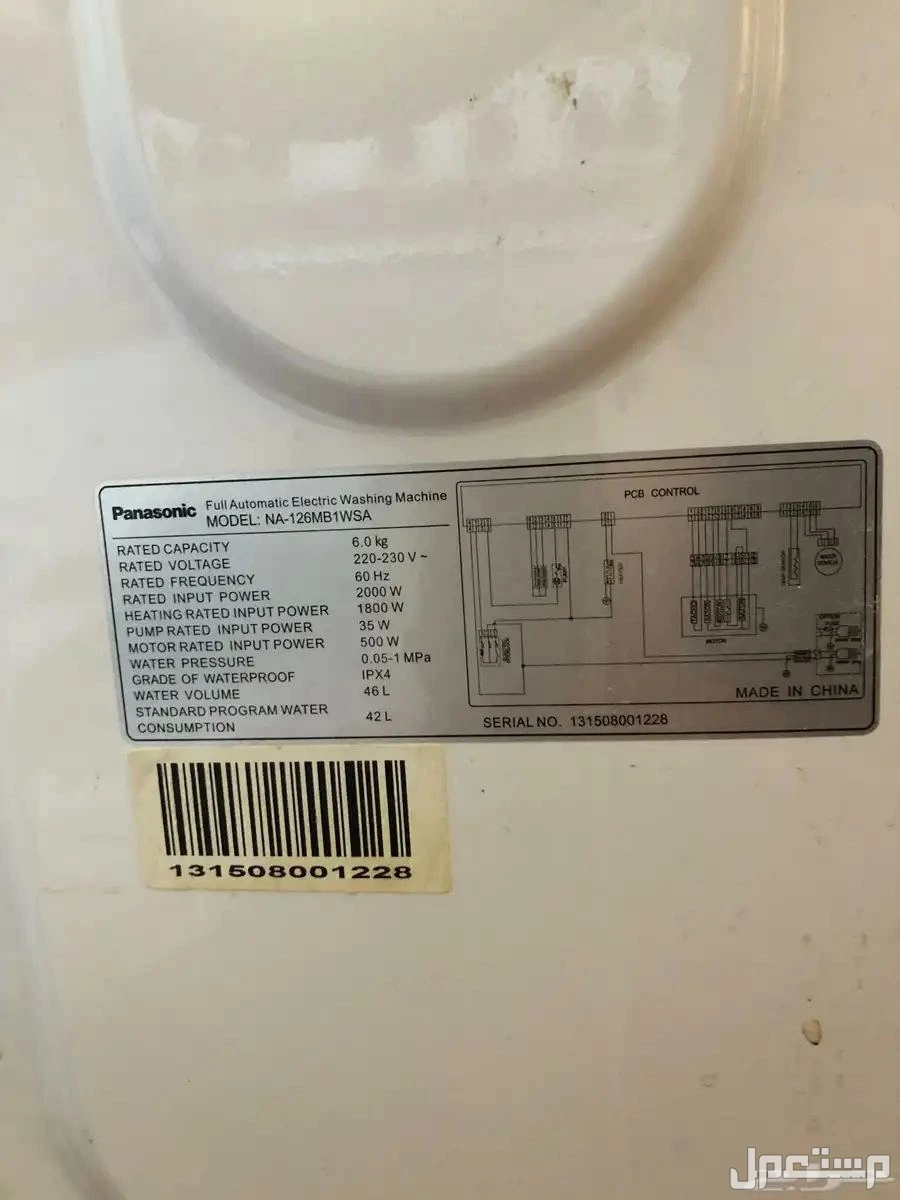 Panasonic Full Automatic Electric Washing Machine
MODEL: NA-126MB1WSA
RATED CAPACITY 6.0 kg
RATED VOLTAGE 220-230 V ~
RATED FREQUENCY 60 Hz
RATED INPUT POWER 2000 W
HEATING RATED INPUT POWER 1800 W
PUMP RATED INPUT POWER 35 W
MOTOR RATED INPUT POWER 500 W
WATER PRESSURE 0.05-1 MPa
GRADE OF WATERPROOF IPX4
WATER VOLUME 46 L
STANDARD PROGRAM WATER
CONSUMPTION 42 L
PCB CONTROL
PUMP
HEATER
MOTOR
OPTION
MADE IN CHINA
SERIAL NO. 131508001228
131508001228
مستعمل